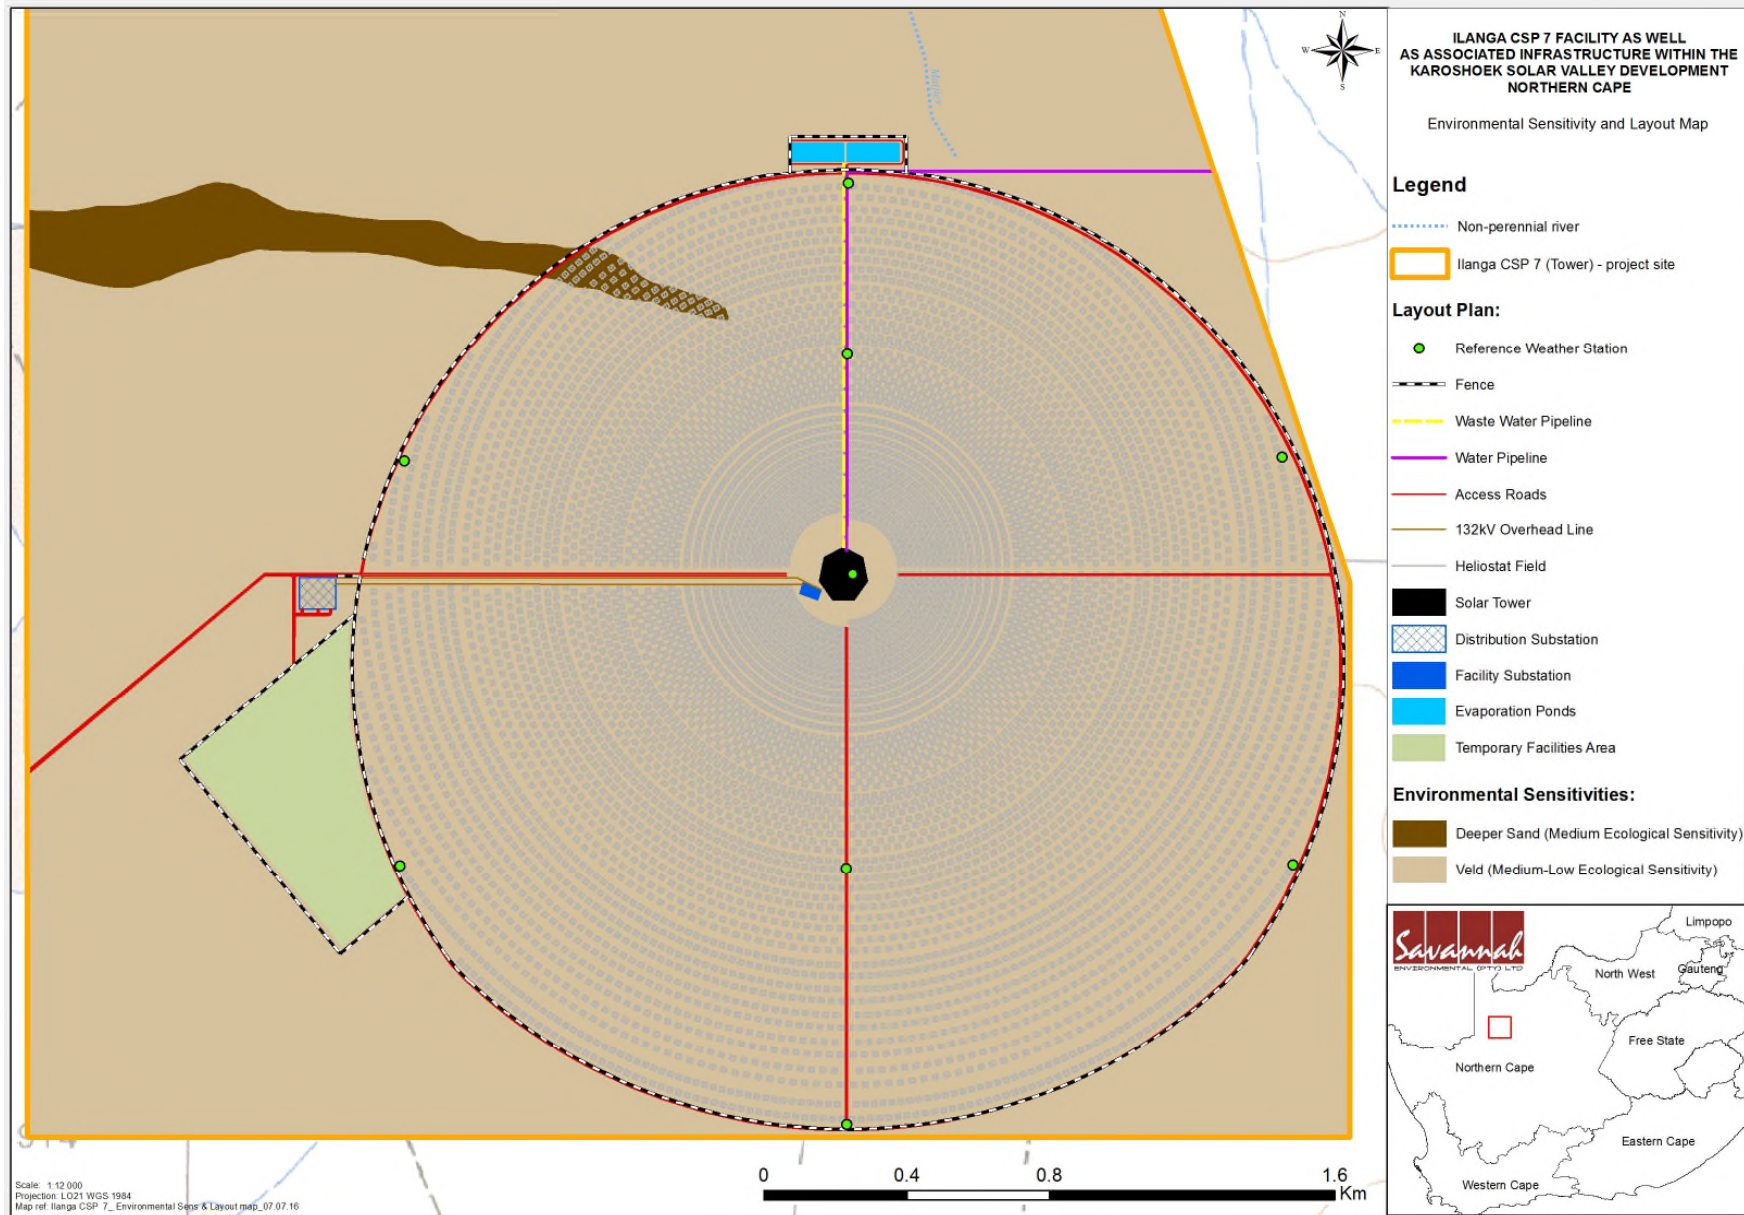 ILANGA CSP 7 FACILITY AS WELL
AS ASSOCIATED INFRASTRUCTURE WITHIN THE
KAROSHOEK SOLAR VALLEY DEVELOPMENT
NORTHERN CAPE
Environmental Sensitivity and Layout Map
N
W
E
S
Legend
Non-perennial river
Ilanga CSP 7 (Tower) - project site
Layout Plan:
Reference Weather Station
Fence
Waste Water Pipeline
Water Pipeline
Access Roads
132kV Overhead Line
Heliostat Field
Solar Tower
Distribution Substation
Facility Substation
Evaporation Ponds
Temporary Facilities Area
Environmental Sensitivities:
Deeper Sand (Medium Ecological Sensitivity)
Veld (Medium-Low Ecological Sensitivity)
Savannah
ENVIRONMENTAL (PTY) LTD
Limpopo
North West
Gauteng
Free State
Northern Cape
Eastern Cape
Western Cape
0 0.4 0.8 1.6
Km
Scale: 1:12 000
Projection: LO21 WGS 1984
Map ref: Ilanga CSP 7_ Environmental Sens & Layout map_07.07.16